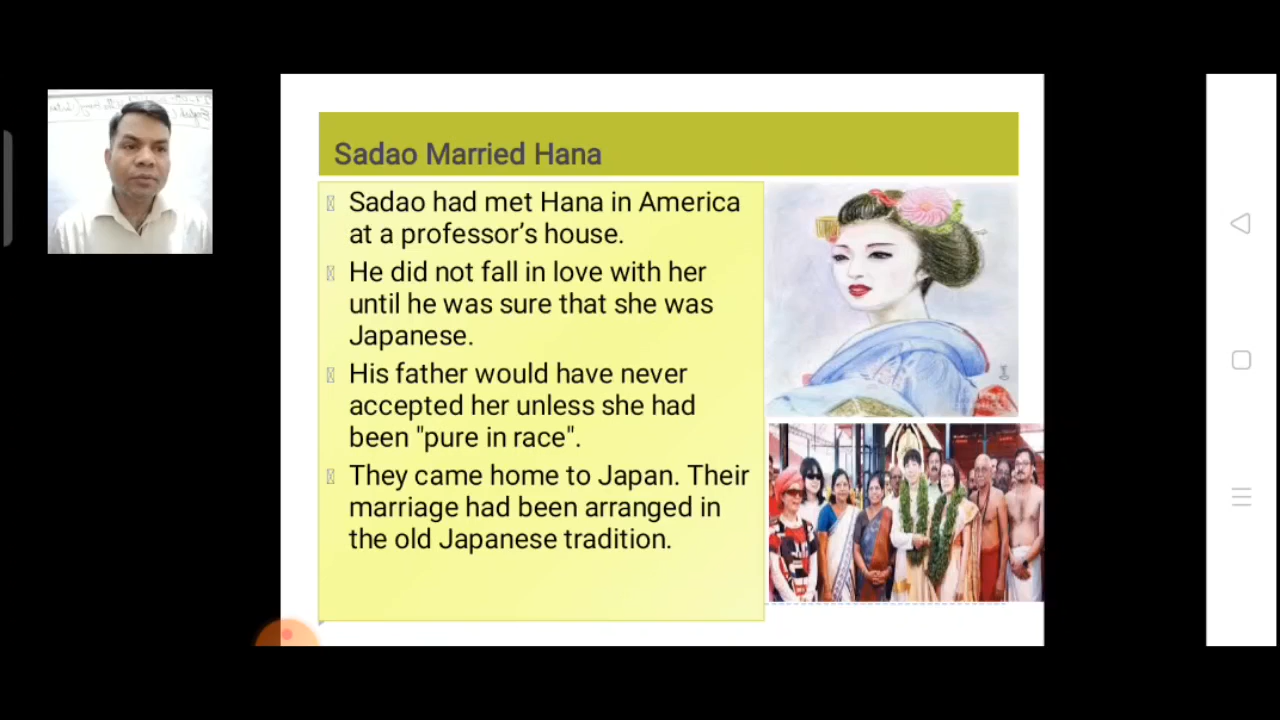 Sadao Married Hana
Sadao had met Hana in America
at a professor's house.
He did not fall in love with her
until he was sure that she was
Japanese.
His father would have never
accepted her unless she had
been "pure in race".
They came home to Japan. Their
marriage had been arranged in
the old Japanese tradition.